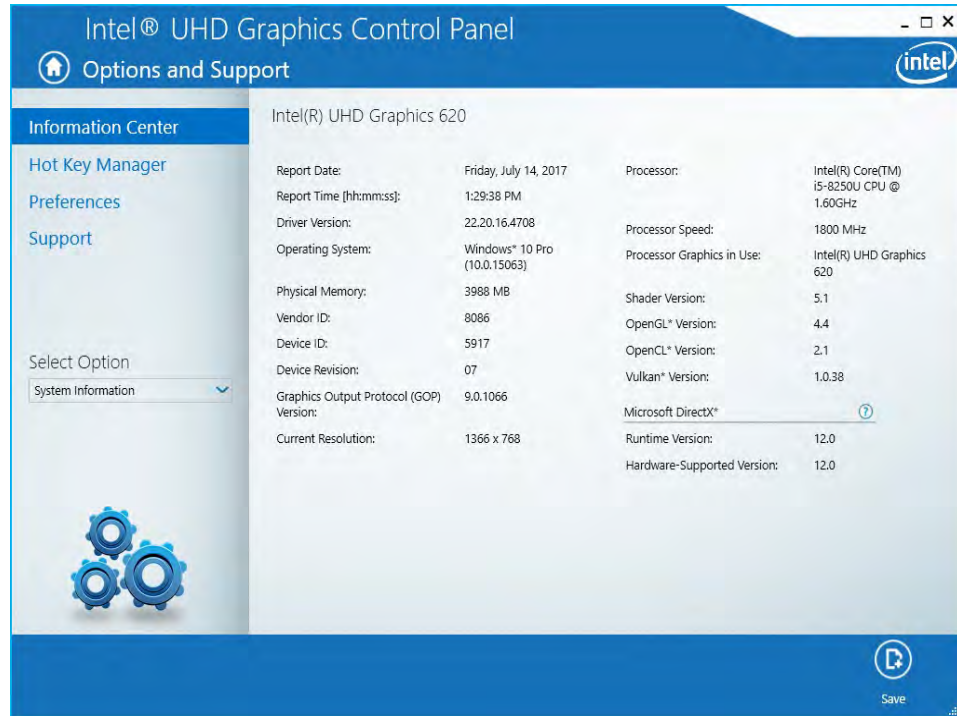 Intel® UHD Graphics Control Panel
Options and Support
intel
Information Center
Hot Key Manager
Preferences
Support
Select Option
System Information
Intel(R) UHD Graphics 620
Report Date: Friday, July 14, 2017
Report Time [hh:mm:ss]: 1:29:38 PM
Driver Version: 22.20.16.4708
Operating System: Windows* 10 Pro
(10.0.15063)
Physical Memory: 3988 MB
Vendor ID: 8086
Device ID: 5917
Device Revision: 07
Graphics Output Protocol (GOP) 9.0.1066
Version:
Current Resolution: 1366 x 768
Processor: Intel(R) Core(TM)
i5-8250U CPU @
1.60GHz
Processor Speed: 1800 MHz
Processor Graphics in Use: Intel(R) UHD Graphics
620
Shader Version: 5.1
OpenGL* Version: 4.4
OpenCL* Version: 2.1
Vulkan* Version: 1.0.38
Microsoft DirectX* ?
Runtime Version: 12.0
Hardware-Supported Version: 12.0
Save